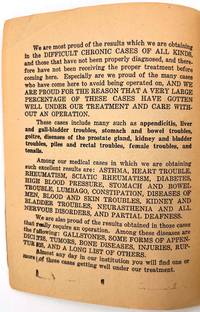 We are most proud of the results which we are obtaining
in the DIFFICULT CHRONIC CASES OF ALL KINDS,
and those that have not been properly diagnosed, and there-
fore have not been receiving the proper treatment before
coming here. Especially are we proud of the many cases
who have come here to avoid being operated on, AND WE
ARE PROUD FOR THE REASON THAT A VERY LARGE
PERCENTAGE OF THESE CASES HAVE GOTTEN
WELL UNDER OUR TREATMENT AND CARE WITH-
OUT AN OPERATION.
These cases include many such as appendicitis, liver
and gall-bladder troubles, stomach and bowel troubles,
goitre, diseases of the prostatic gland, kidney and bladder
troubles, piles and rectal troubles, female troubles, and
tonsils.
Among our medical cases in which we are obtaining
such excellent results are: ASTHMA, HEART TROUBLE,
RHEUMATISM, SCIATIC RHEUMATISM, DIABETES,
HIGH BLOOD PRESSURE, STOMACH AND BOWEL
TROUBLE, LUMBAGO, CONSTIPATION, DISEASES OF
MEN, BLOOD AND SKIN TROUBLES, KIDNEY AND
BLADDER TROUBLES, NEURASTHENIA AND ALL
NERVOUS DISORDERS, AND PARTIAL DEAFNESS.
We are also proud of the results obtained in those cases
that really require an operation. Among these diseases are
the following: GALLSTONES, SOME FORMS OF APPEN-
DICITIS, TUMORS, BONE DISEASES, INJURIES, RUP-
TURE, AND A LONG LIST OF OTHERS.
Almost any day in our institution you will find one or
more of these cases getting well under our treatment.